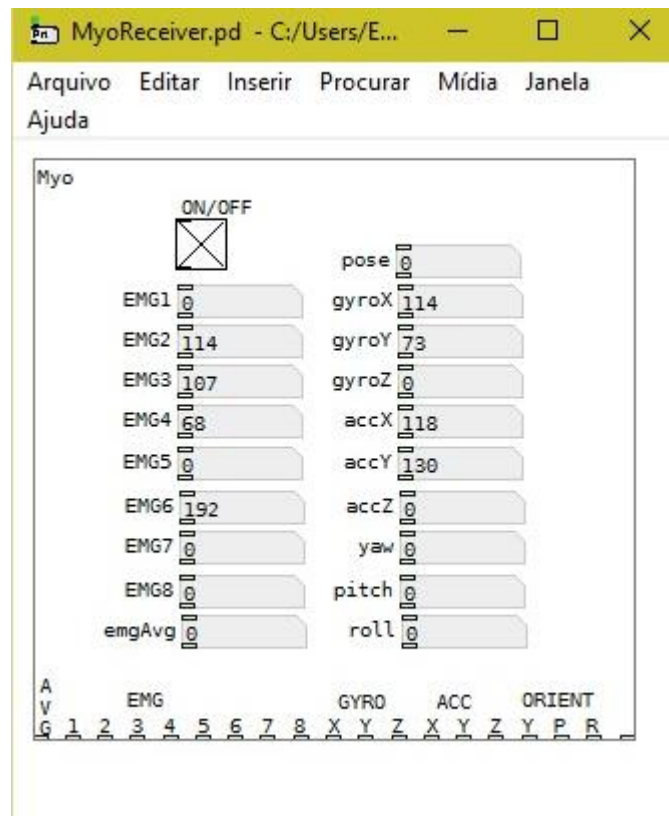 MyoReceiver.pd - C:/Users/E...
Arquivo Editar Inserir Procurar Mídia Janela
Ajuda
Myo
ON/OFF
pose 0
EMG1 0 gyroX 114
EMG2 114 gyroY 73
EMG3 107 gyroZ 0
EMG4 68 accX 118
EMG5 0 accY 130
EMG6 192 accZ 0
EMG7 0 yaw 0
EMG8 0 pitch 0
emgAvg 0 roll 0
A
V EMG GYRO ACC ORIENT
G 1 2 3 4 5 6 7 8 X Y Z X Y Z Y P R